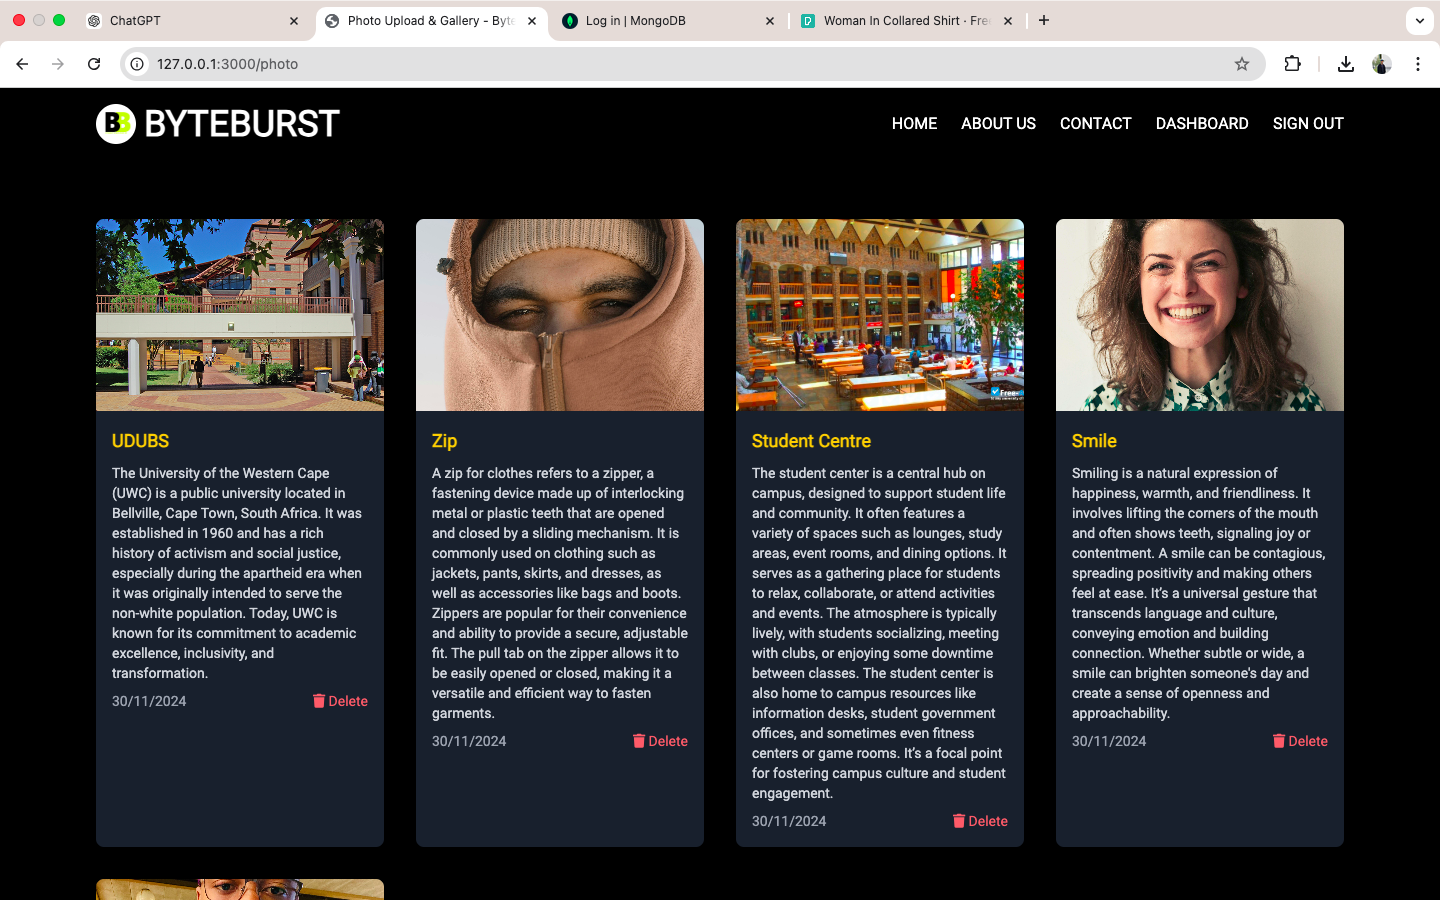 ChatGPT
Photo Upload & Gallery - Byte
Log in | MongoDB
Woman In Collared Shirt · Free
127.0.0.1:3000/photo
BB BYTEBURST
HOME ABOUT US CONTACT DASHBOARD SIGN OUT
UDUBS
The University of the Western Cape
(UWC) is a public university located in
Bellville, Cape Town, South Africa. It was
established in 1960 and has a rich
history of activism and social justice,
especially during the apartheid era when
it was originally intended to serve the
non-white population. Today, UWC is
known for its commitment to academic
excellence, inclusivity, and
transformation.
30/11/2024 Delete
Zip
A zip for clothes refers to a zipper, a
fastening device made up of interlocking
metal or plastic teeth that are opened
and closed by a sliding mechanism. It is
commonly used on clothing such as
jackets, pants, skirts, and dresses, as
well as accessories like bags and boots.
Zippers are popular for their convenience
and ability to provide a secure, adjustable
fit. The pull tab on the zipper allows it to
be easily opened or closed, making it a
versatile and efficient way to fasten
garments.
30/11/2024 Delete
Free
Student Centre
The student center is a central hub on
campus, designed to support student life
and community. It often features a
variety of spaces such as lounges, study
areas, event rooms, and dining options. It
serves as a gathering place for students
to relax, collaborate, or attend activities
and events. The atmosphere is typically
lively, with students socializing, meeting
with clubs, or enjoying some downtime
between classes. The student center is
also home to campus resources like
information desks, student government
offices, and sometimes even fitness
centers or game rooms. It’s a focal point
for fostering campus culture and student
engagement.
30/11/2024 Delete
Smile
Smiling is a natural expression of
happiness, warmth, and friendliness. It
involves lifting the corners of the mouth
and often shows teeth, signaling joy or
contentment. A smile can be contagious,
spreading positivity and making others
feel at ease. It’s a universal gesture that
transcends language and culture,
conveying emotion and building
connection. Whether subtle or wide, a
smile can brighten someone's day and
create a sense of openness and
approachability.
30/11/2024 Delete